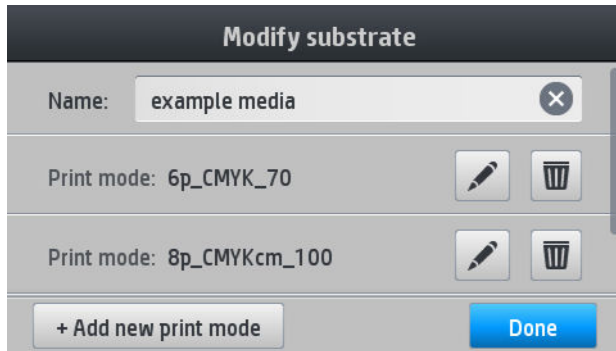 Modify substrate
Name: example media
Print mode: 6p_CMYK_70
Print mode: 8p_CMYKcm_100
+ Add new print mode Done